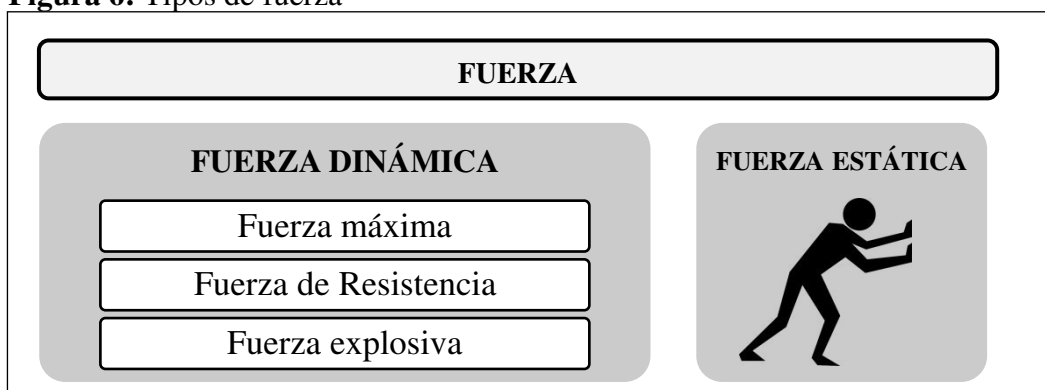 Figura 6. Tipos de fuerza
FUERZA
FUERZA DINÁMICA
Fuerza máxima
Fuerza de Resistencia
Fuerza explosiva
FUERZA ESTÁTICA